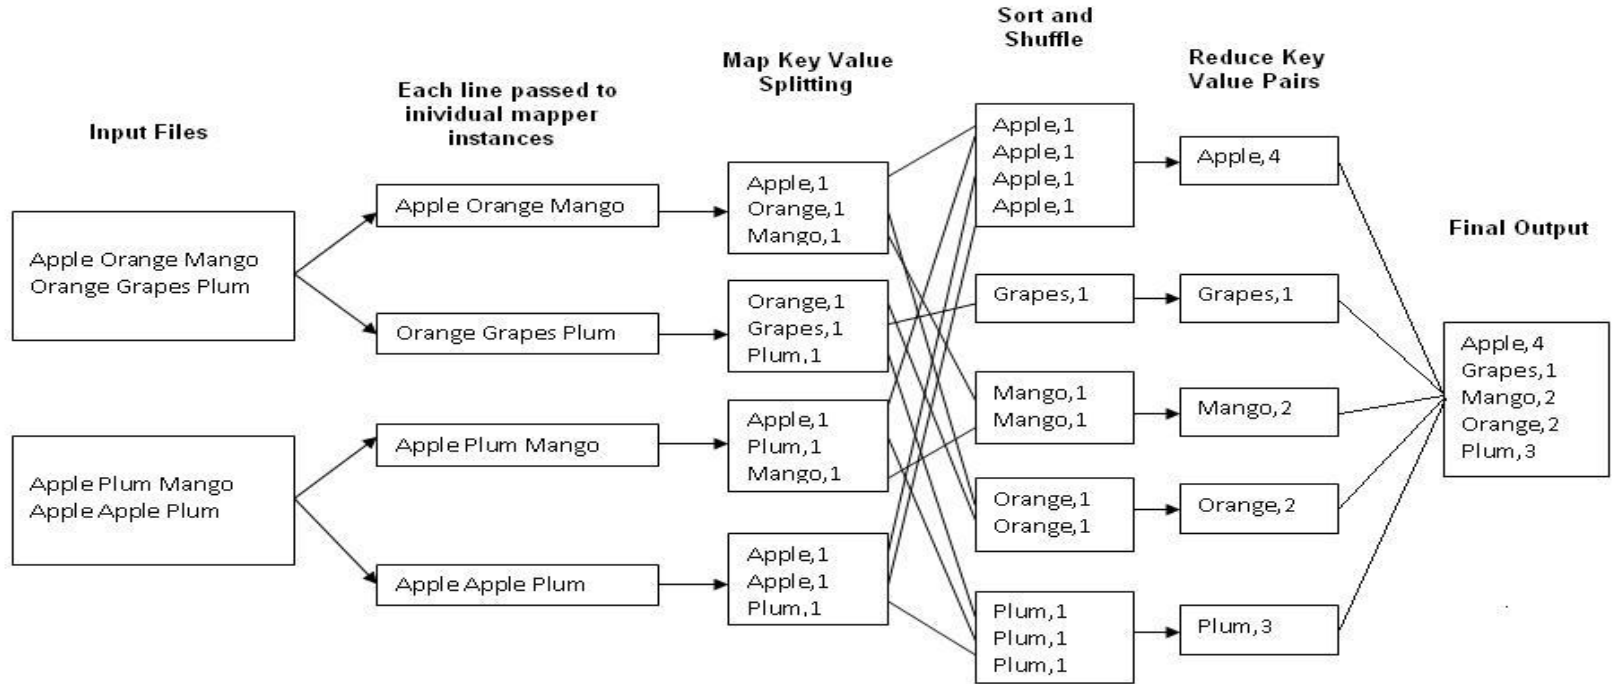 Input Files
Apple Orange Mango
Orange Grapes Plum
Apple Plum Mango
Apple Apple Plum
Each line passed to
inividual mapper
instances
Apple Orange Mango
Orange Grapes Plum
Apple Plum Mango
Apple Apple Plum
Map Key Value
Splitting
Apple,1
Orange,1
Mango,1
Orange,1
Grapes,1
Plum,1
Apple,1
Plum,1
Mango,1
Apple,1
Apple,1
Plum,1
Sort and
Shuffle
Apple,1
Apple,1
Apple,1
Apple,1
Grapes,1
Mango,1
Mango,1
Orange,1
Orange,1
Plum,1
Plum,1
Plum,1
Reduce Key
Value Pairs
Apple,4
Grapes,1
Mango,2
Orange,2
Plum,3
Final Output
Apple,4
Grapes,1
Mango,2
Orange,2
Plum,3